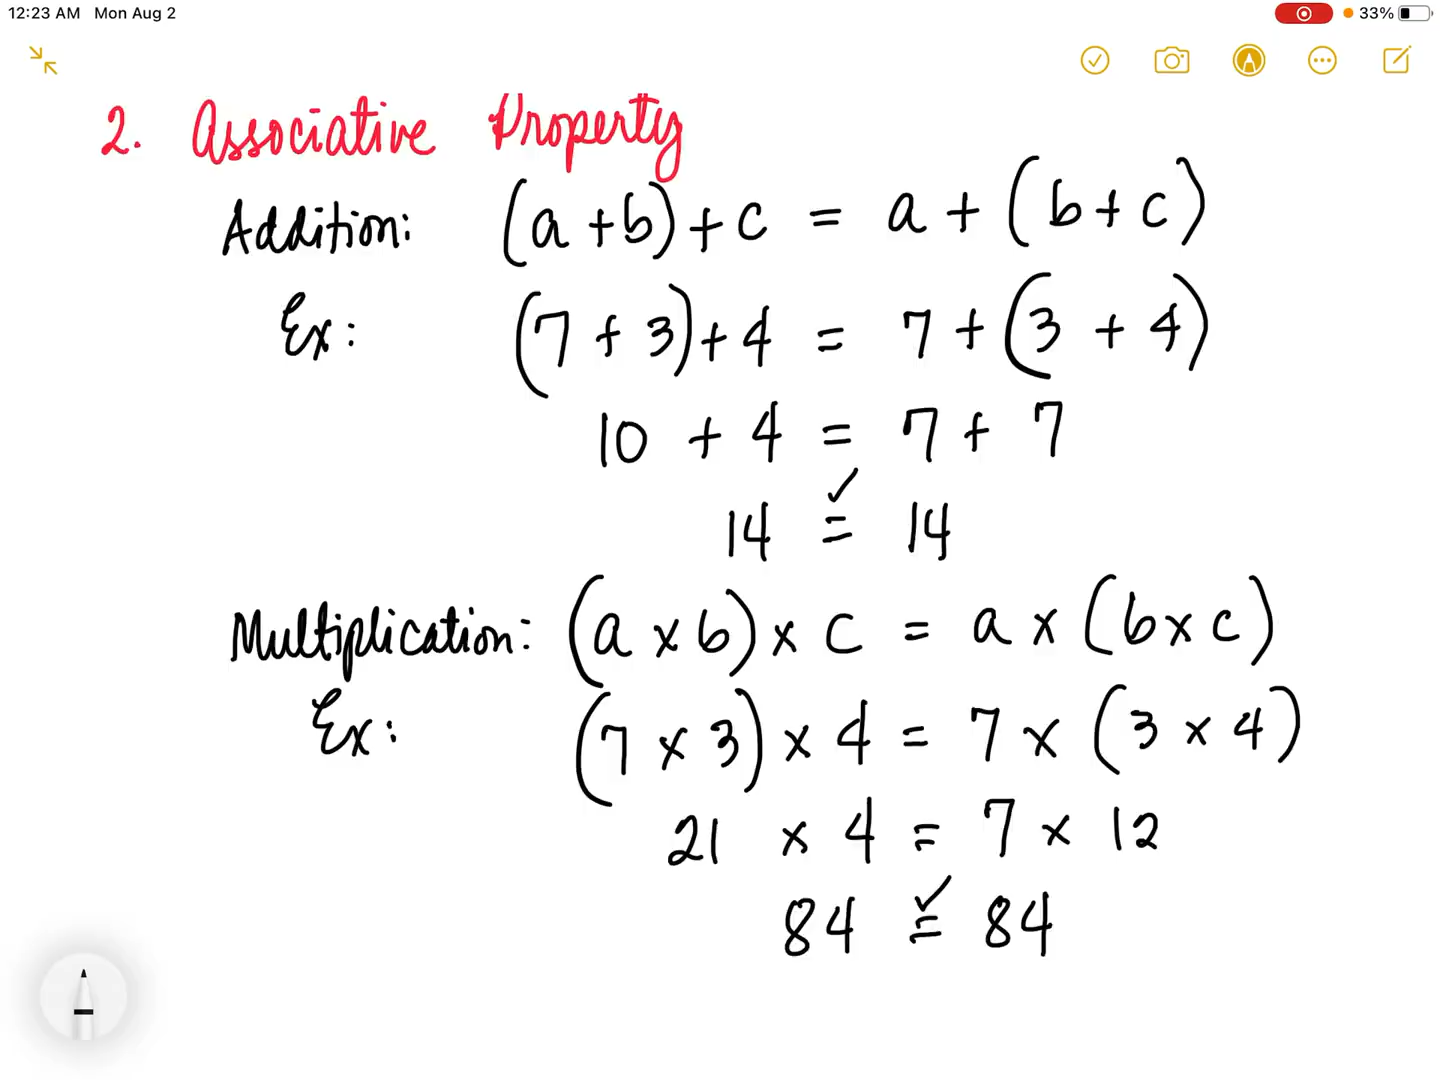 12:23 AM Mon Aug 2 33%
2. Associative Property
Addition: (a + b) + c = a + (b + c)
Ex: (7 + 3) + 4 = 7 + (3 + 4)
10 + 4 = 7 + 7
14 =✓ 14
Multiplication: (a × b) × c = a × (b × c)
Ex: (7 × 3) × 4 = 7 × (3 × 4)
21 × 4 = 7 × 12
84 =✓ 84